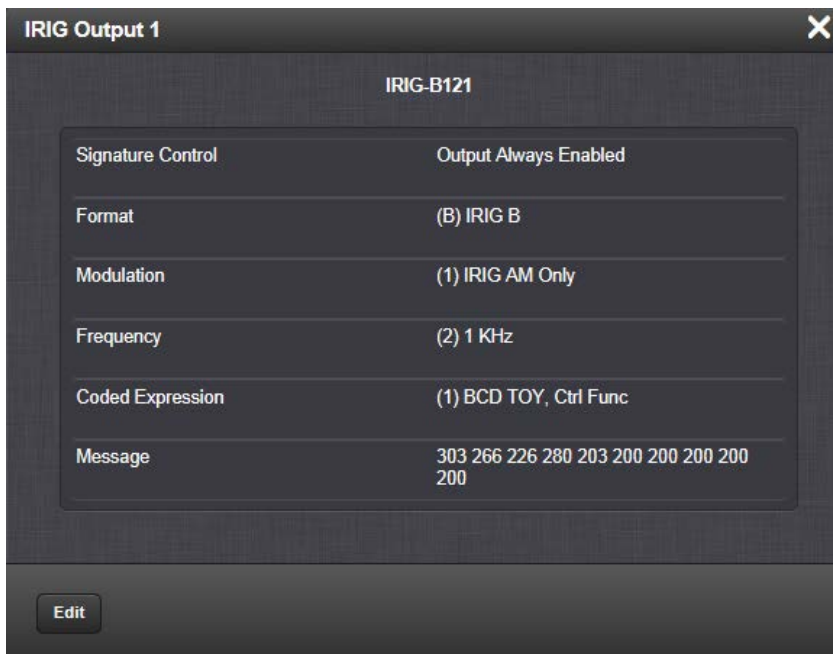 IRIG Output 1
IRIG-B121
Signature Control Output Always Enabled
Format (B) IRIG B
Modulation (1) IRIG AM Only
Frequency (2) 1 KHz
Coded Expression (1) BCD TOY, Ctrl Func
Message 303 266 226 280 203 200 200 200 200
200
Edit